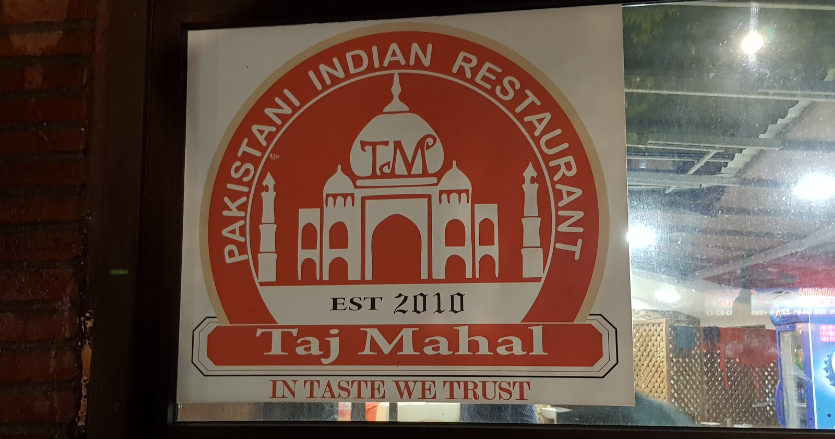 PAKISTANI INDIAN RESTAURANT
TM
EST 2010
Taj Mahal
IN TASTE WE TRUST